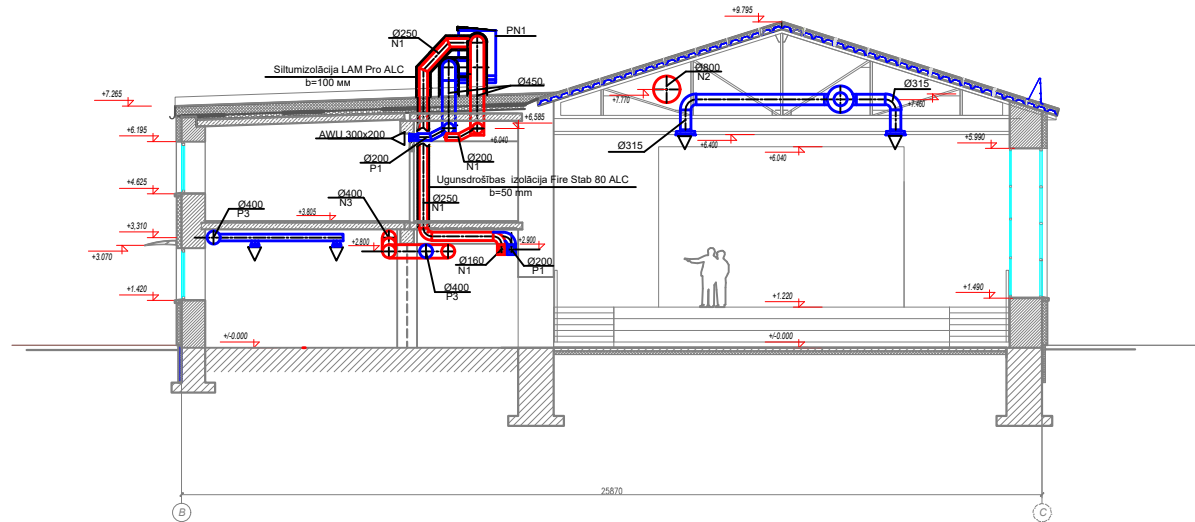 +9.795
Ø250
N1
PN1
Siltumizolācija LAM Pro ALC
b=100 мм
Ø450
Ø800
N2
Ø315
+7.265
+7.770
+7.460
+6.585
+6.195
AWU 300x200
+6.040
+6.400
+5.990
Ø200
P1
Ø200
N1
Ø315
+6.040
+4.625
Ugunsdrošības izolācija Fire Stab 80 ALC
b=50 mm
Ø400
P3
Ø400
N3
Ø250
N1
+3.805
+3.310
+3.070
+2.800
+2.900
Ø160
N1
Ø200
P1
Ø400
P3
+1.420
+1.220
+1.490
+/-0.000
+/-0.000
25870
B
C